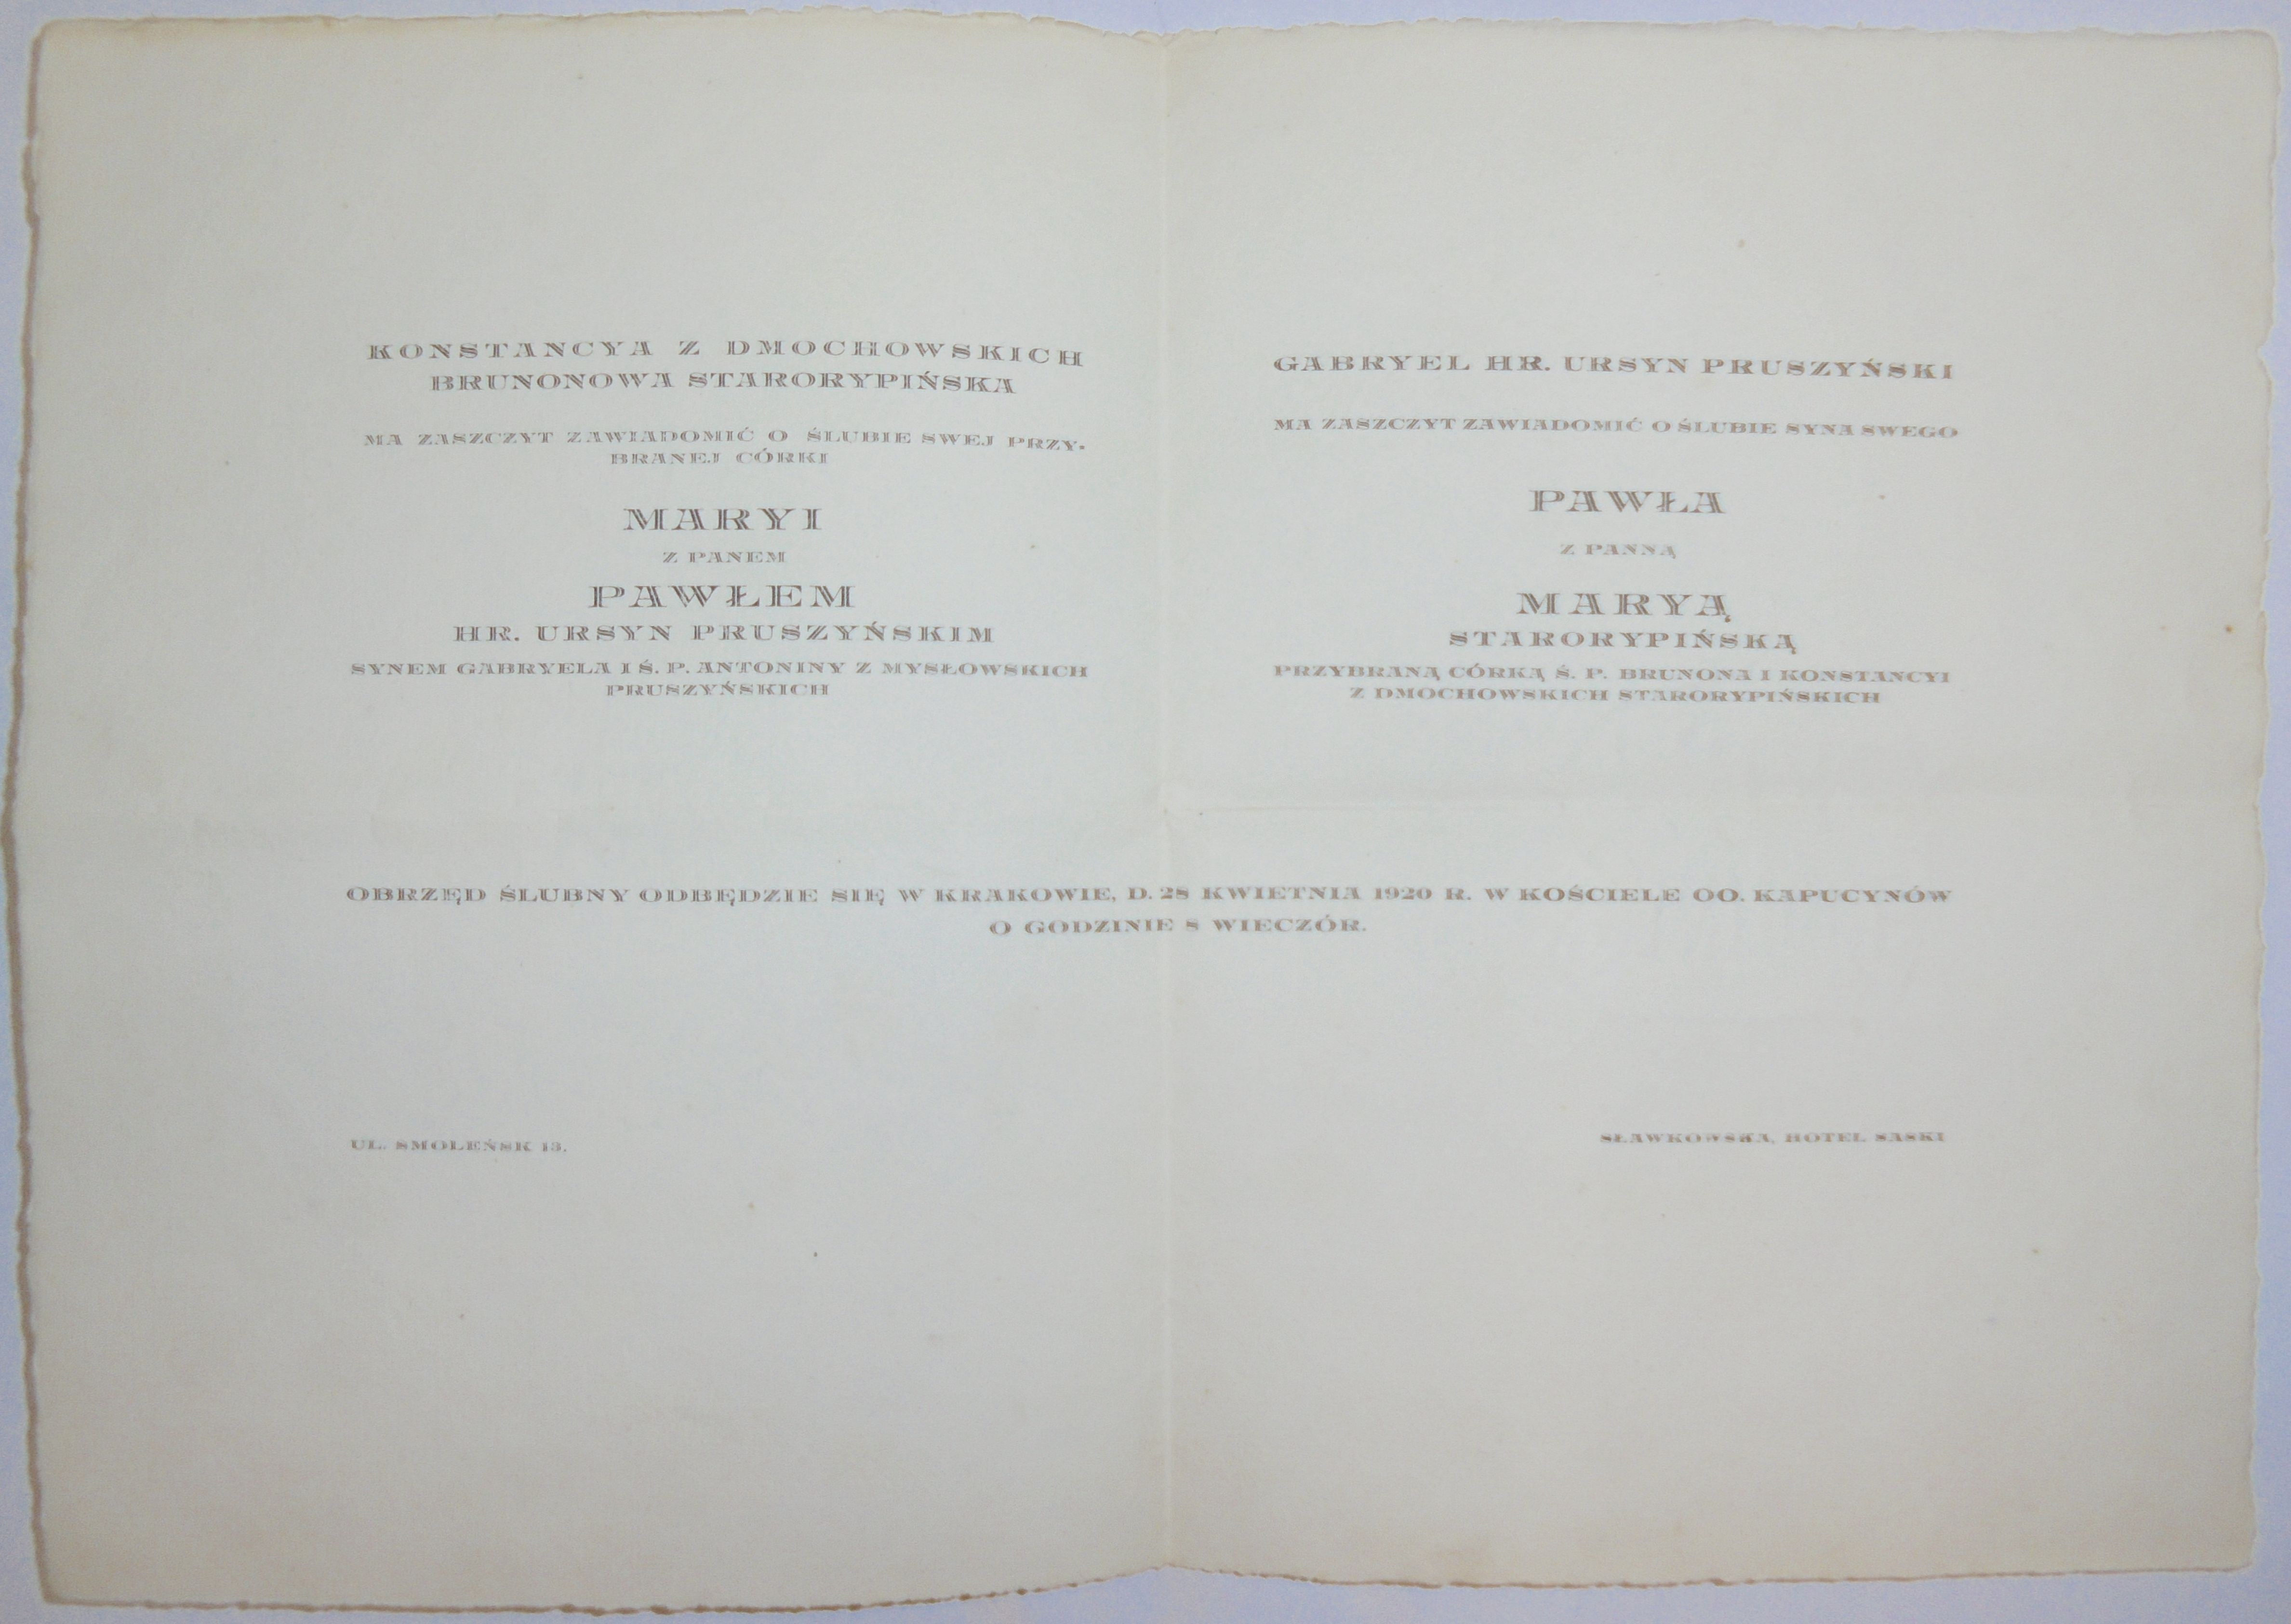 KONSTANCYA Z DMOCHOWSKICH
BRUNONOWA STARORYPIŃSKA
MA ZASZCZYT ZAWIADOMIĆ O ŚLUBIE SWEJ PRZY-
BRANEJ CÓRKI
MARYI
Z PANEM
PAWŁEM
HR. URSYN PRUSZYŃSKIM
SYNEM GABRYELA I Ś. P. ANTONINY Z MYSŁOWSKICH
PRUSZYŃSKICH
GABRYEL HR. URSYN PRUSZYŃSKI
MA ZASZCZYT ZAWIADOMIĆ O ŚLUBIE SYNA SWEGO
PAWŁA
Z PANNĄ
MARYĄ
STARORYPIŃSKĄ
PRZYBRANĄ CÓRKĄ Ś. P. BRUNONA I KONSTANCYI
Z DMOCHOWSKICH STARORYPIŃSKICH
OBRZĘD ŚLUBNY ODBĘDZIE SIĘ W KRAKOWIE, D. 28 KWIETNIA 1920 R. W KOŚCIELE OO. KAPUCYNÓW
O GODZINIE 8 WIECZÓR.
UL. SMOLEŃSK 13.
SŁAWKOWSKA, HOTEL SASKI